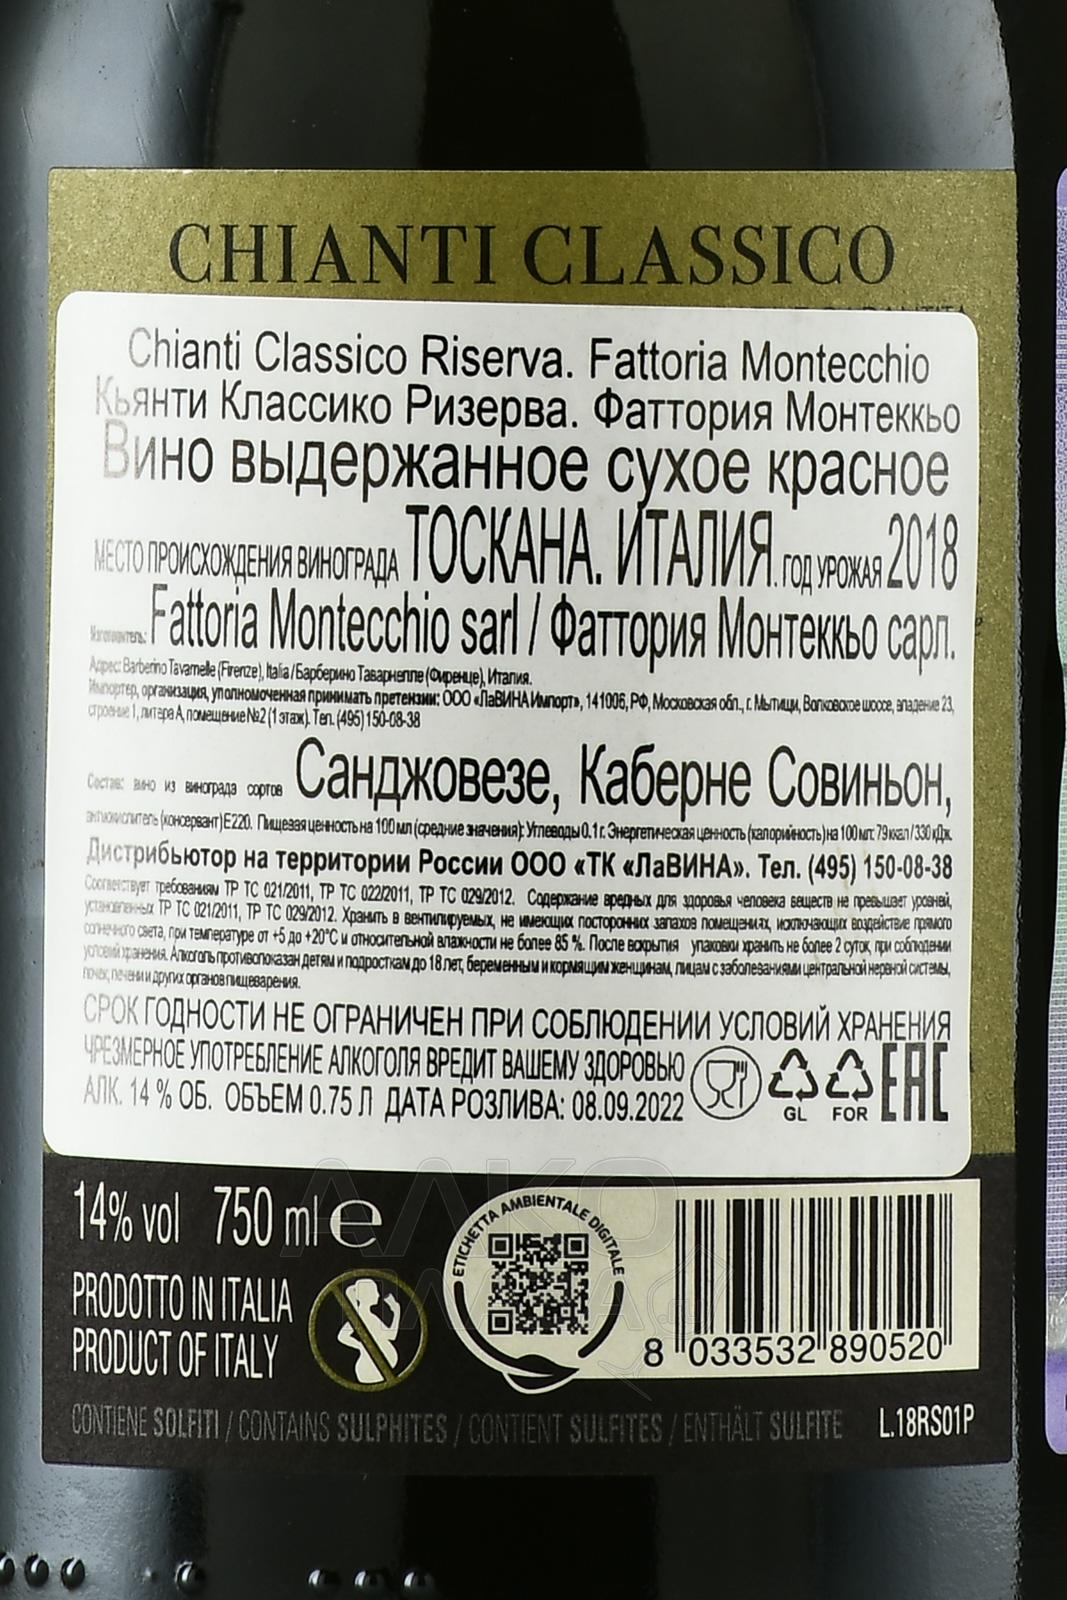 CHIANTI CLASSICO
Chianti Classico Riserva. Fattoria Montecchio
Кьянти Классико Ризерва. Фаттория Монтеккьо
Вино выдержанное сухое красное
МЕСТО ПРОИСХОЖДЕНИЯ ВИНОГРАДА ТОСКАНА. ИТАЛИЯ. ГОД УРОЖАЯ 2018
Изготовитель: Fattoria Montecchio sarl / Фаттория Монтеккьо сарл.
Адрес: Barberino Tavarnelle (Firenze), Italia / Барберино Таварнелле (Фиренце), Италия.
Импортер, организация, уполномоченная принимать претензии: ООО «ЛаВИНА Импорт», 141006, РФ, Московская обл., г. Мытищи, Волковское шоссе, владение 23,
строение 1, литера А, помещение №2 (1 этаж). Тел. (495) 150-08-38
Состав: вино из винограда сортов Санджовезе, Каберне Совиньон,
антиокислитель (консервант) E220. Пищевая ценность на 100 мл (средние значения): Углеводы 0.1 г. Энергетическая ценность (калорийность) на 100 мл: 79 ккал / 330 кДж.
Дистрибьютор на территории России ООО «ТК «ЛаВИНА». Тел. (495) 150-08-38
Соответствует требованиям ТР ТС 021/2011, ТР ТС 022/2011, ТР ТС 029/2012. Содержание вредных для здоровья человека веществ не превышает уровней,
установленных ТР ТС 021/2011, ТР ТС 029/2012. Хранить в вентилируемых, не имеющих посторонних запахов помещениях, исключающих воздействие прямого
солнечного света, при температуре от +5 до +20°C и относительной влажности не более 85 %. После вскрытия упаковки хранить не более 2 суток, при соблюдении
условий хранения. Алкоголь противопоказан детям и подросткам до 18 лет, беременным и кормящим женщинам, лицам с заболеваниями центральной нервной системы,
почек, печени и других органов пищеварения.
СРОК ГОДНОСТИ НЕ ОГРАНИЧЕН ПРИ СОБЛЮДЕНИИ УСЛОВИЙ ХРАНЕНИЯ
ЧРЕЗМЕРНОЕ УПОТРЕБЛЕНИЕ АЛКОГОЛЯ ВРЕДИТ ВАШЕМУ ЗДОРОВЬЮ
АЛК. 14 % ОБ. ОБЪЕМ 0.75 Л ДАТА РОЗЛИВА: 08.09.2022
GL FOR EAC
14% vol 750 ml e
ETICHETTA AMBIENTALE DIGITALE
PRODOTTO IN ITALIA
PRODUCT OF ITALY
8 033532 890520
CONTIENE SOLFITI / CONTAINS SULPHITES / CONTIENT SULFITES / ENTHÄLT SULFITE L.18RS01P